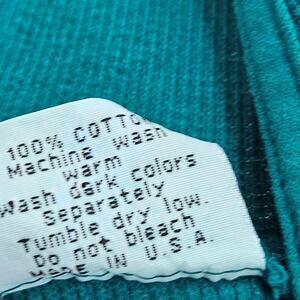 100% COTTO
Machine wash
warm
Wash dark colors
Separately
Tumble dry low.
Do not bleach
MADE IN U.S.A.